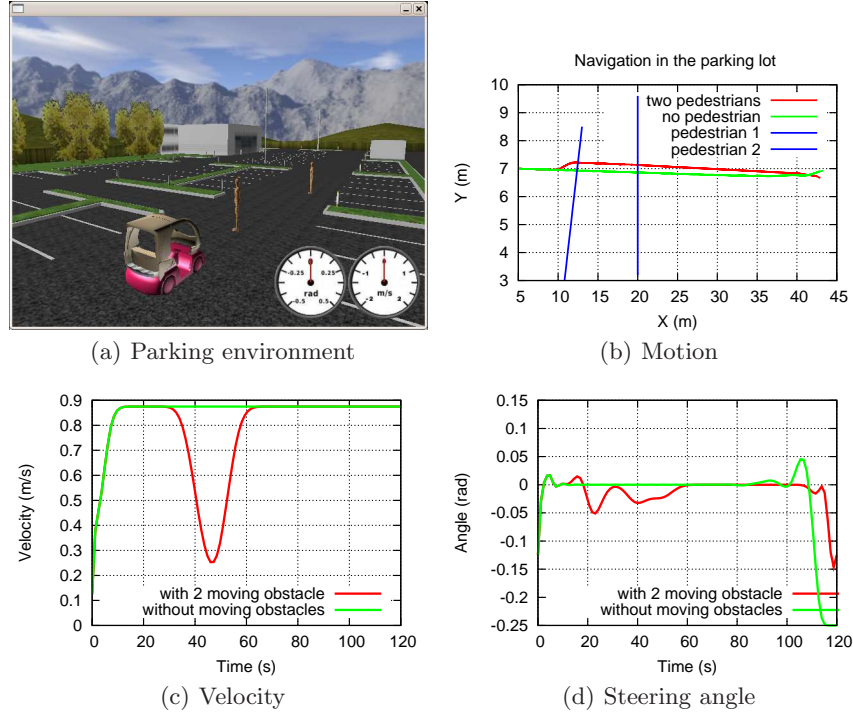 -0.25
0.25
-0.5
0.5
rad
-1
1
-2
2
m/s
(a) Parking environment
Navigation in the parking lot
10
9
8
7
6
5
4
3
Y (m)
two pedestrians
no pedestrian
pedestrian 1
pedestrian 2
5 10 15 20 25 30 35 40 45
X (m)
(b) Motion
0.9
0.8
0.7
0.6
0.5
0.4
0.3
0.2
0.1
0
Velocity (m/s)
with 2 moving obstacle
without moving obstacles
0 20 40 60 80 100 120
Time (s)
(c) Velocity
0.15
0.1
0.05
0
-0.05
-0.1
-0.15
-0.2
-0.25
Angle (rad)
with 2 moving obstacle
without moving obstacles
0 20 40 60 80 100 120
Time (s)
(d) Steering angle